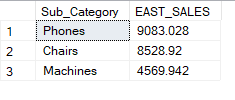 Sub_Category EAST_SALES
1 Phones 9083.028
2 Chairs 8528.92
3 Machines 4569.942